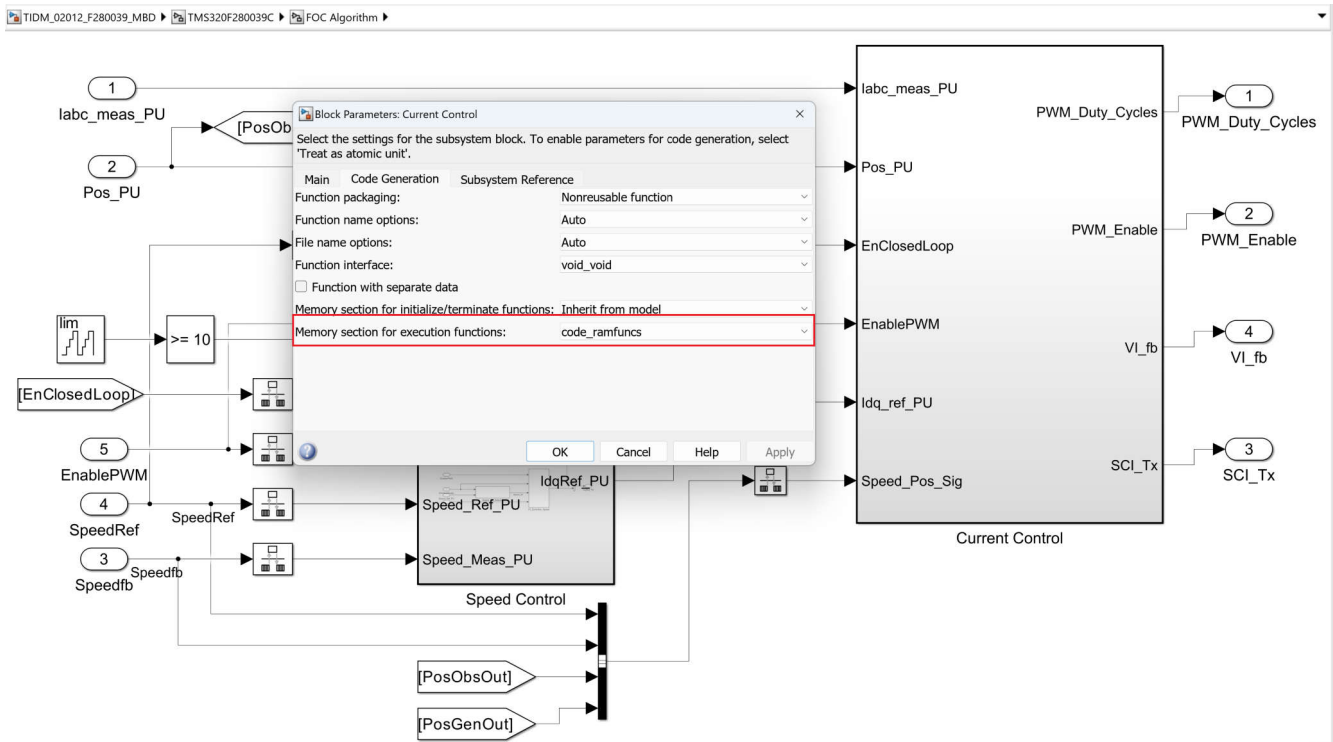 TIDM_02012_F280039_MBD
TMS320F280039C
FOC Algorithm
1
Iabc_meas_PU
[PosOb
2
Pos_PU
lim
>= 10
[EnClosedLoop]
5
EnablePWM
4
SpeedRef
SpeedRef
3
Speedfb
Speedfb
Block Parameters: Current Control
Select the settings for the subsystem block. To enable parameters for code generation, select
'Treat as atomic unit'.
Main
Code Generation
Subsystem Reference
Function packaging:
Nonreusable function
Function name options:
Auto
File name options:
Auto
Function interface:
void_void
Function with separate data
Memory section for initialize/terminate functions:
Inherit from model
Memory section for execution functions:
code_ramfuncs
OK
Cancel
Help
Apply
IdqRef_PU
Speed_Ref_PU
Speed_Meas_PU
Speed Control
[PosObsOut]
[PosGenOut]
Iabc_meas_PU
Pos_PU
EnClosedLoop
EnablePWM
Idq_ref_PU
Speed_Pos_Sig
PWM_Duty_Cycles
PWM_Enable
VI_fb
SCI_Tx
Current Control
1
PWM_Duty_Cycles
2
PWM_Enable
4
VI_fb
3
SCI_Tx